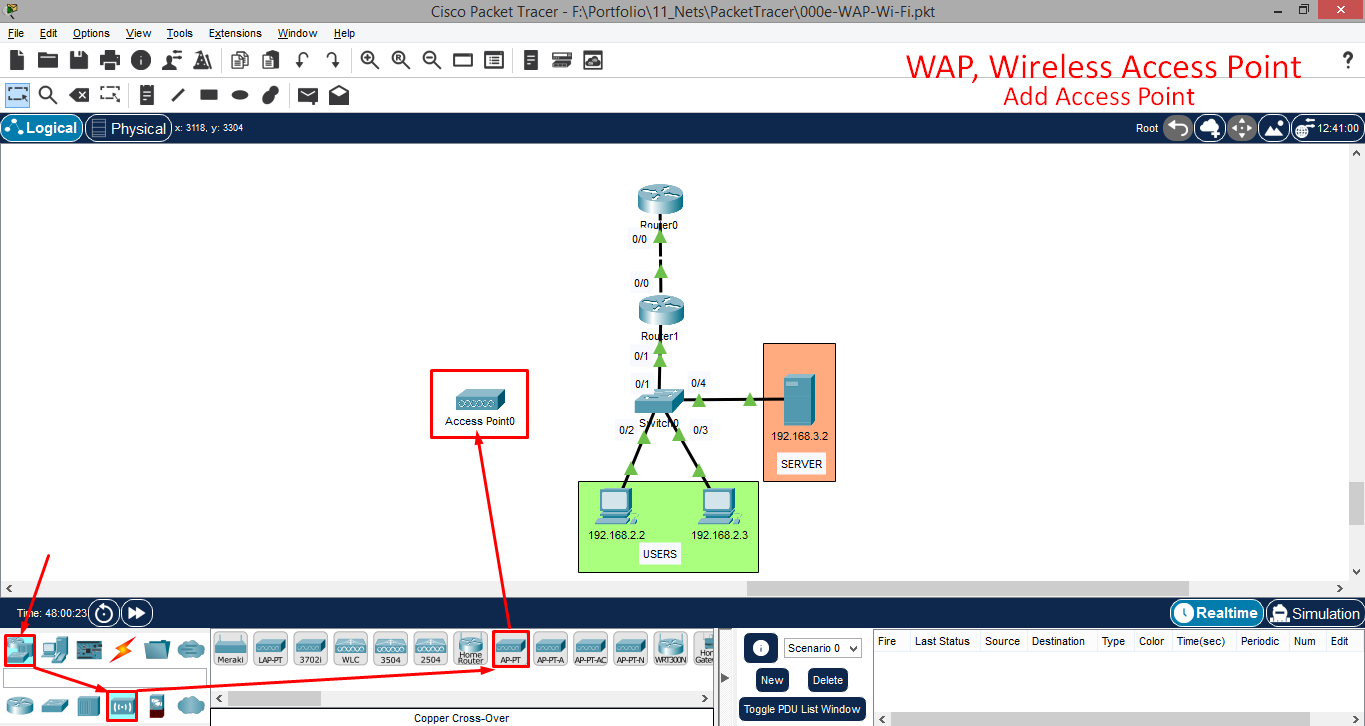 Cisco Packet Tracer - F:\Portfolio\11_Nets\PacketTracer\000e-WAP-Wi-Fi.pkt
File Edit Options View Tools Extensions Window Help
WAP, Wireless Access Point
Add Access Point
?
Logical Physical x: 3118, y: 3304 Root 12:41:00
Router0
0/0
0/0
Router1
0/1
0/1 0/4
Access Point0
Switch0
0/2 0/3
192.168.3.2
SERVER
192.168.2.2 192.168.2.3
USERS
Time: 48:00:23 Realtime Simulation
Meraki LAP-PT 3702i WLC 3504 2504 Home Router AP-PT AP-PT-A AP-PT-AC AP-PT-N WRT300N
Scenario 0
New Delete
Toggle PDU List Window
Fire Last Status Source Destination Type Color Time(sec) Periodic Num Edit
Copper Cross-Over